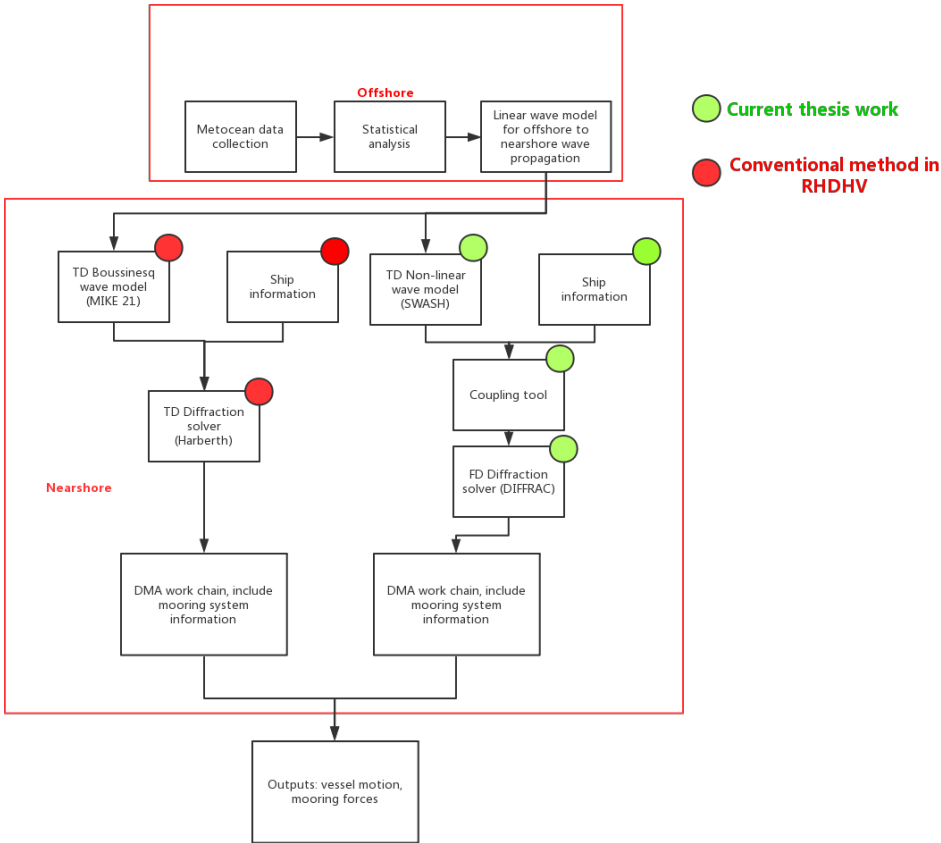 Offshore
Metocean data
collection
Statistical
analysis
Linear wave model
for offshore to
nearshore wave
propagation
Current thesis work
Conventional method in
RHDHV
TD Boussinesq
wave model
(MIKE 21)
Ship
information
TD Non-linear
wave model
(SWASH)
Ship
information
Coupling tool
TD Diffraction
solver
(Harberth)
FD Diffraction
solver (DIFFRAC)
Nearshore
DMA work chain, include
mooring system
information
DMA work chain, include
mooring system
information
Outputs: vessel motion,
mooring forces